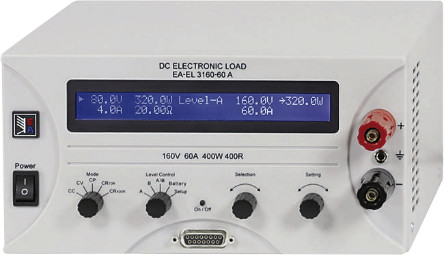 DC ELECTRONIC LOAD
EA-EL 3160-60 A
▶ 80.0V 320.0W Level-A 160.0V →320.0W
4.0A 20.00Ω 60.0A
160V 60A 400W 400R
Power
Mode
CP
CV
CC
Level Control
A/B
B
A
Battery
Setup
On / Off
Selection
Setting
+
−